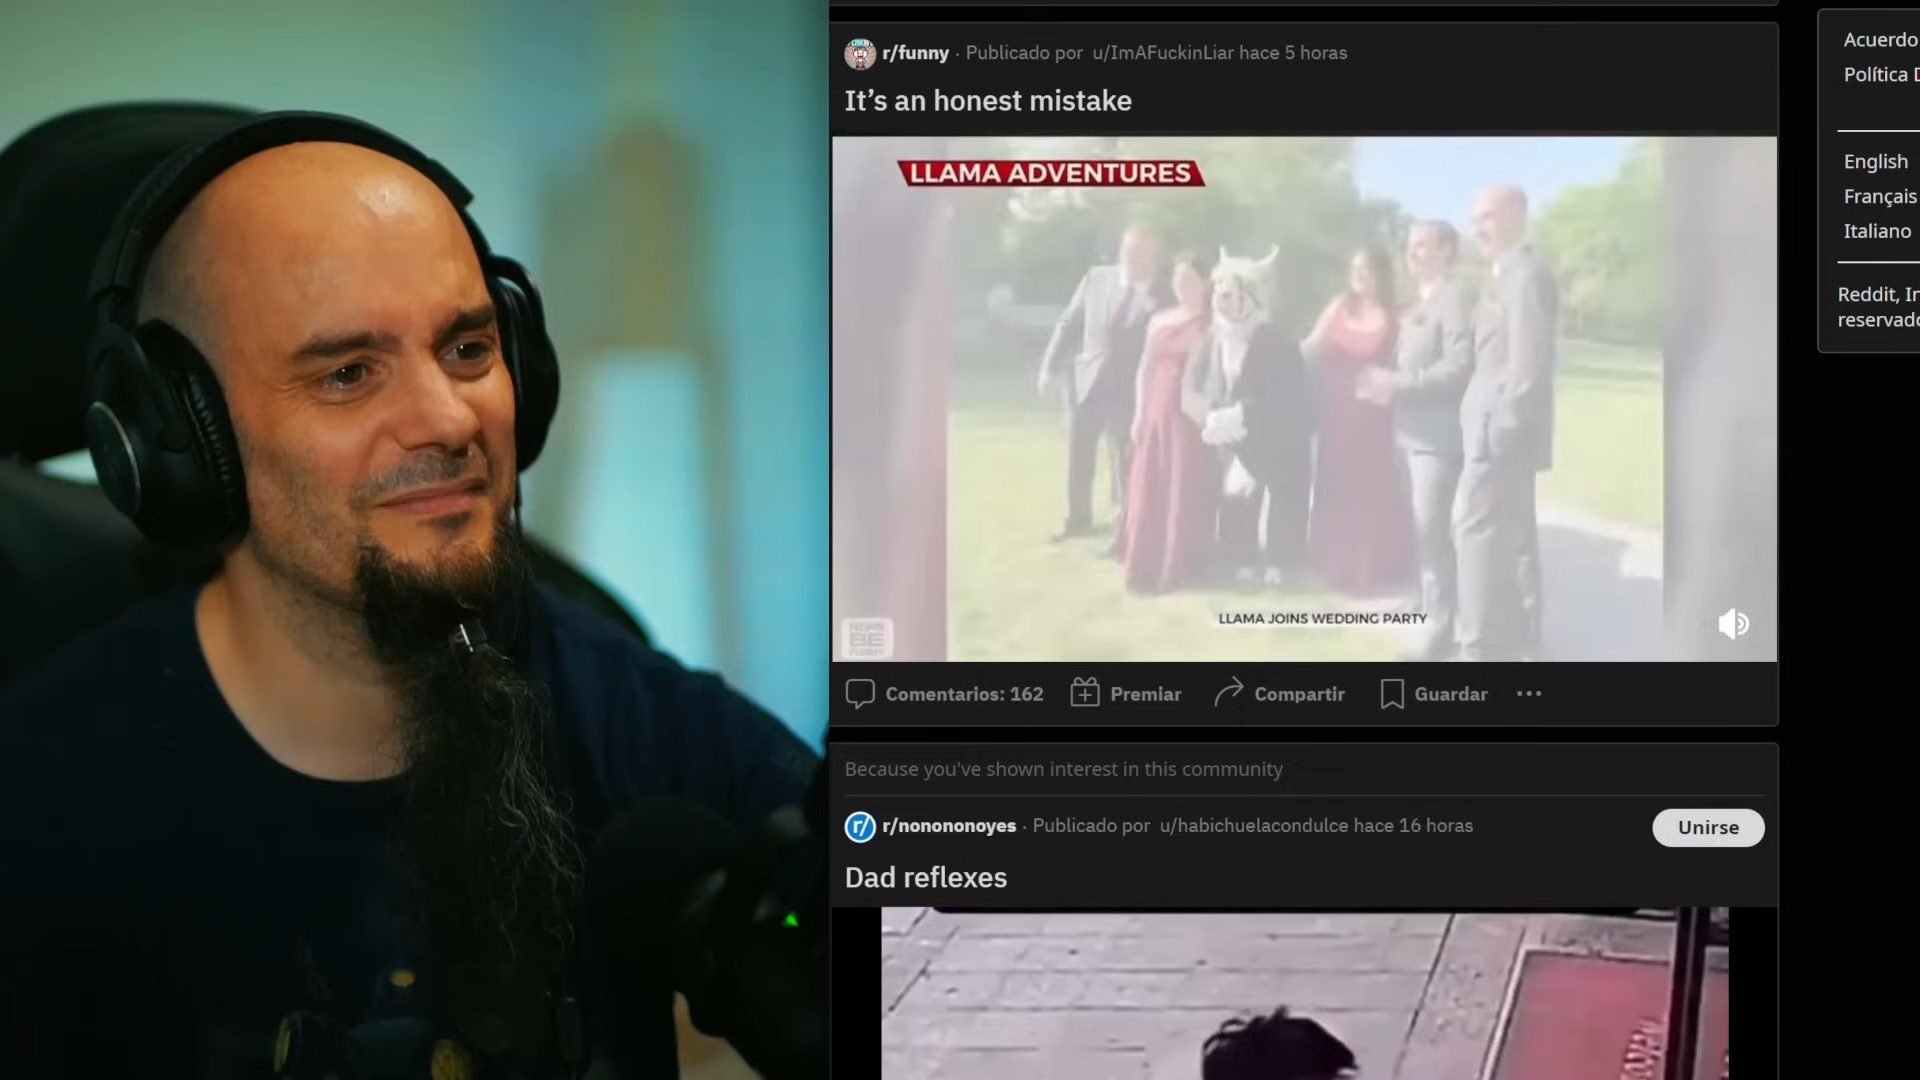 r/funny · Publicado por u/ImAFuckinLiar hace 5 horas
It’s an honest mistake
LLAMA ADVENTURES
LLAMA JOINS WEDDING PARTY
BE
Comentarios: 162
Premiar
Compartir
Guardar
Because you've shown interest in this community
r/nonononoyes · Publicado por u/habichuelacondulce hace 16 horas
Unirse
Dad reflexes
Acuerdo
Política
English
Français
Italiano
Reddit,